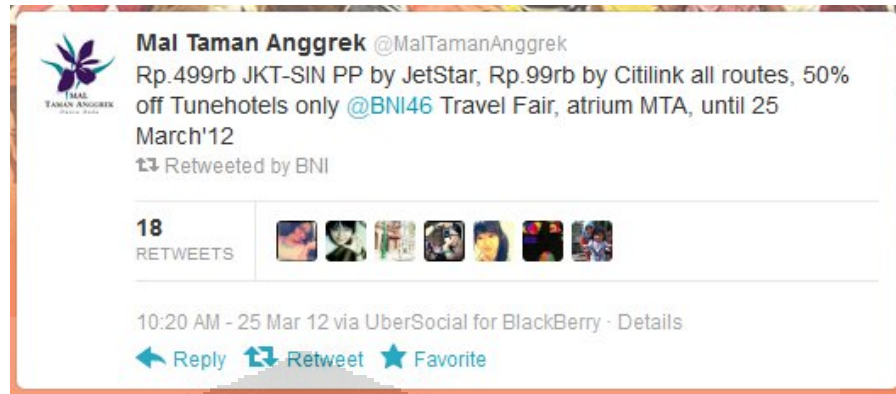 Mal Taman Anggrek @MalTamanAnggrek
Rp.499rb JKT-SIN PP by JetStar, Rp.99rb by Citilink all routes, 50%
off Tunehotels only @BNI46 Travel Fair, atrium MTA, until 25
March'12
Retweeted by BNI
MAL
TAMAN ANGGREK
18
RETWEETS
10:20 AM - 25 Mar 12 via UberSocial for BlackBerry · Details
Reply Retweet Favorite